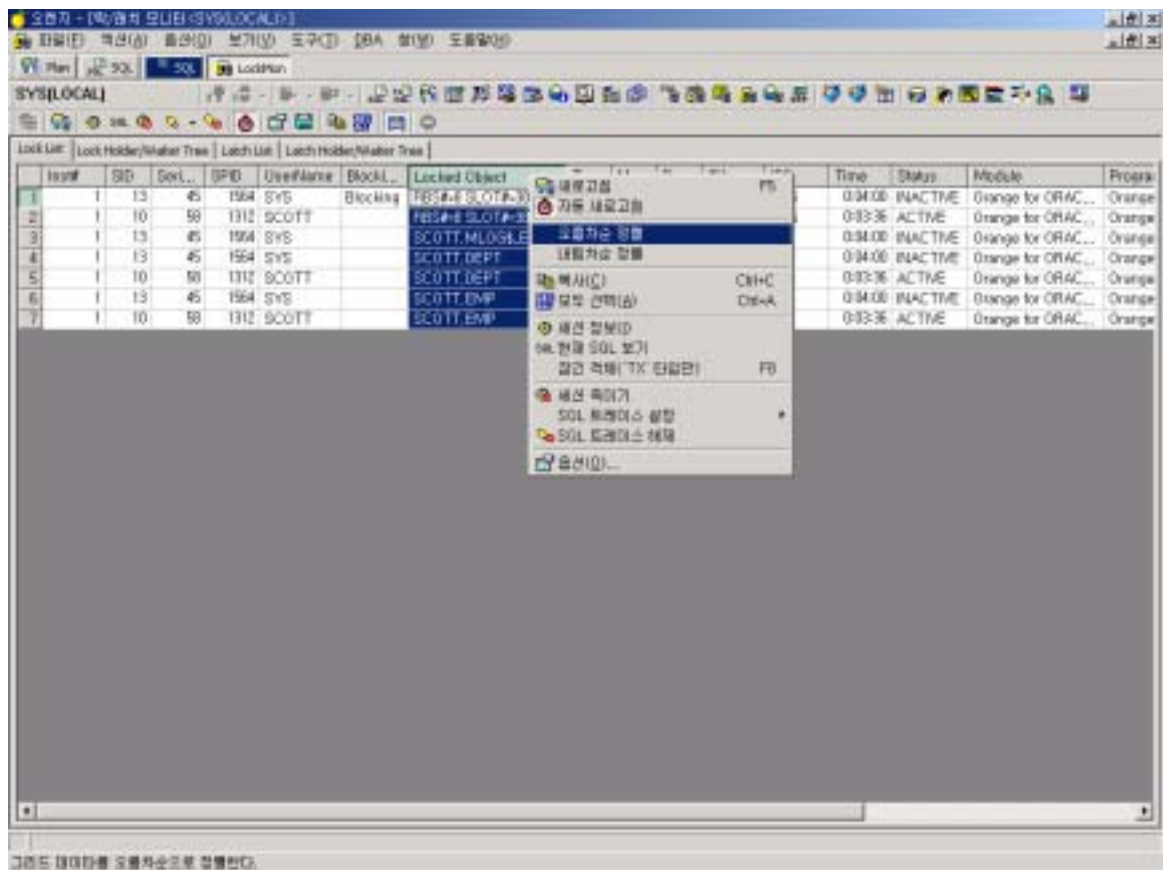 오렌지 - [락/래치 모니터<SYS(LOCAL)>]
파일(F) 액션(A) 옵션(O) 보기(V) 도구(T) DBA 창(W) 도움말(H)
Plan SQL SQL LockMon
SYS(LOCAL)
Lock List Lock Holder/Waiter Tree Latch List Latch Holder/Waiter Tree
Inst# SID Seri... SPID UserName Blocki... Locked Object Time Status Module Progra
1 1 13 45 1564 SYS Blocking 0:04:00 INACTIVE Orange for ORAC... Orange
2 1 10 58 1312 SCOTT 0:03:36 ACTIVE Orange for ORAC... Orange
3 1 13 45 1564 SYS 0:04:00 INACTIVE Orange for ORAC... Orange
4 1 13 45 1564 SYS SCOTT.DEPT 0:04:00 INACTIVE Orange for ORAC... Orange
5 1 10 58 1312 SCOTT SCOTT.DEPT 0:03:36 ACTIVE Orange for ORAC... Orange
6 1 13 45 1564 SYS SCOTT.EMP 0:04:00 INACTIVE Orange for ORAC... Orange
7 1 10 58 1312 SCOTT SCOTT.EMP 0:03:36 ACTIVE Orange for ORAC... Orange
새로고침 F5
자동 새로고침
오름차순 정렬
내림차순 정렬
복사(C) Ctrl+C
모두 선택(A) Ctrl+A
세션 정보(I)
현재 SQL 보기
잠긴 객체('TX' 타입만) F8
세션 죽이기
SQL 트레이스 설정
SQL 트레이스 해제
옵션(O)...
그리드 데이타를 오름차순으로 정렬한다.